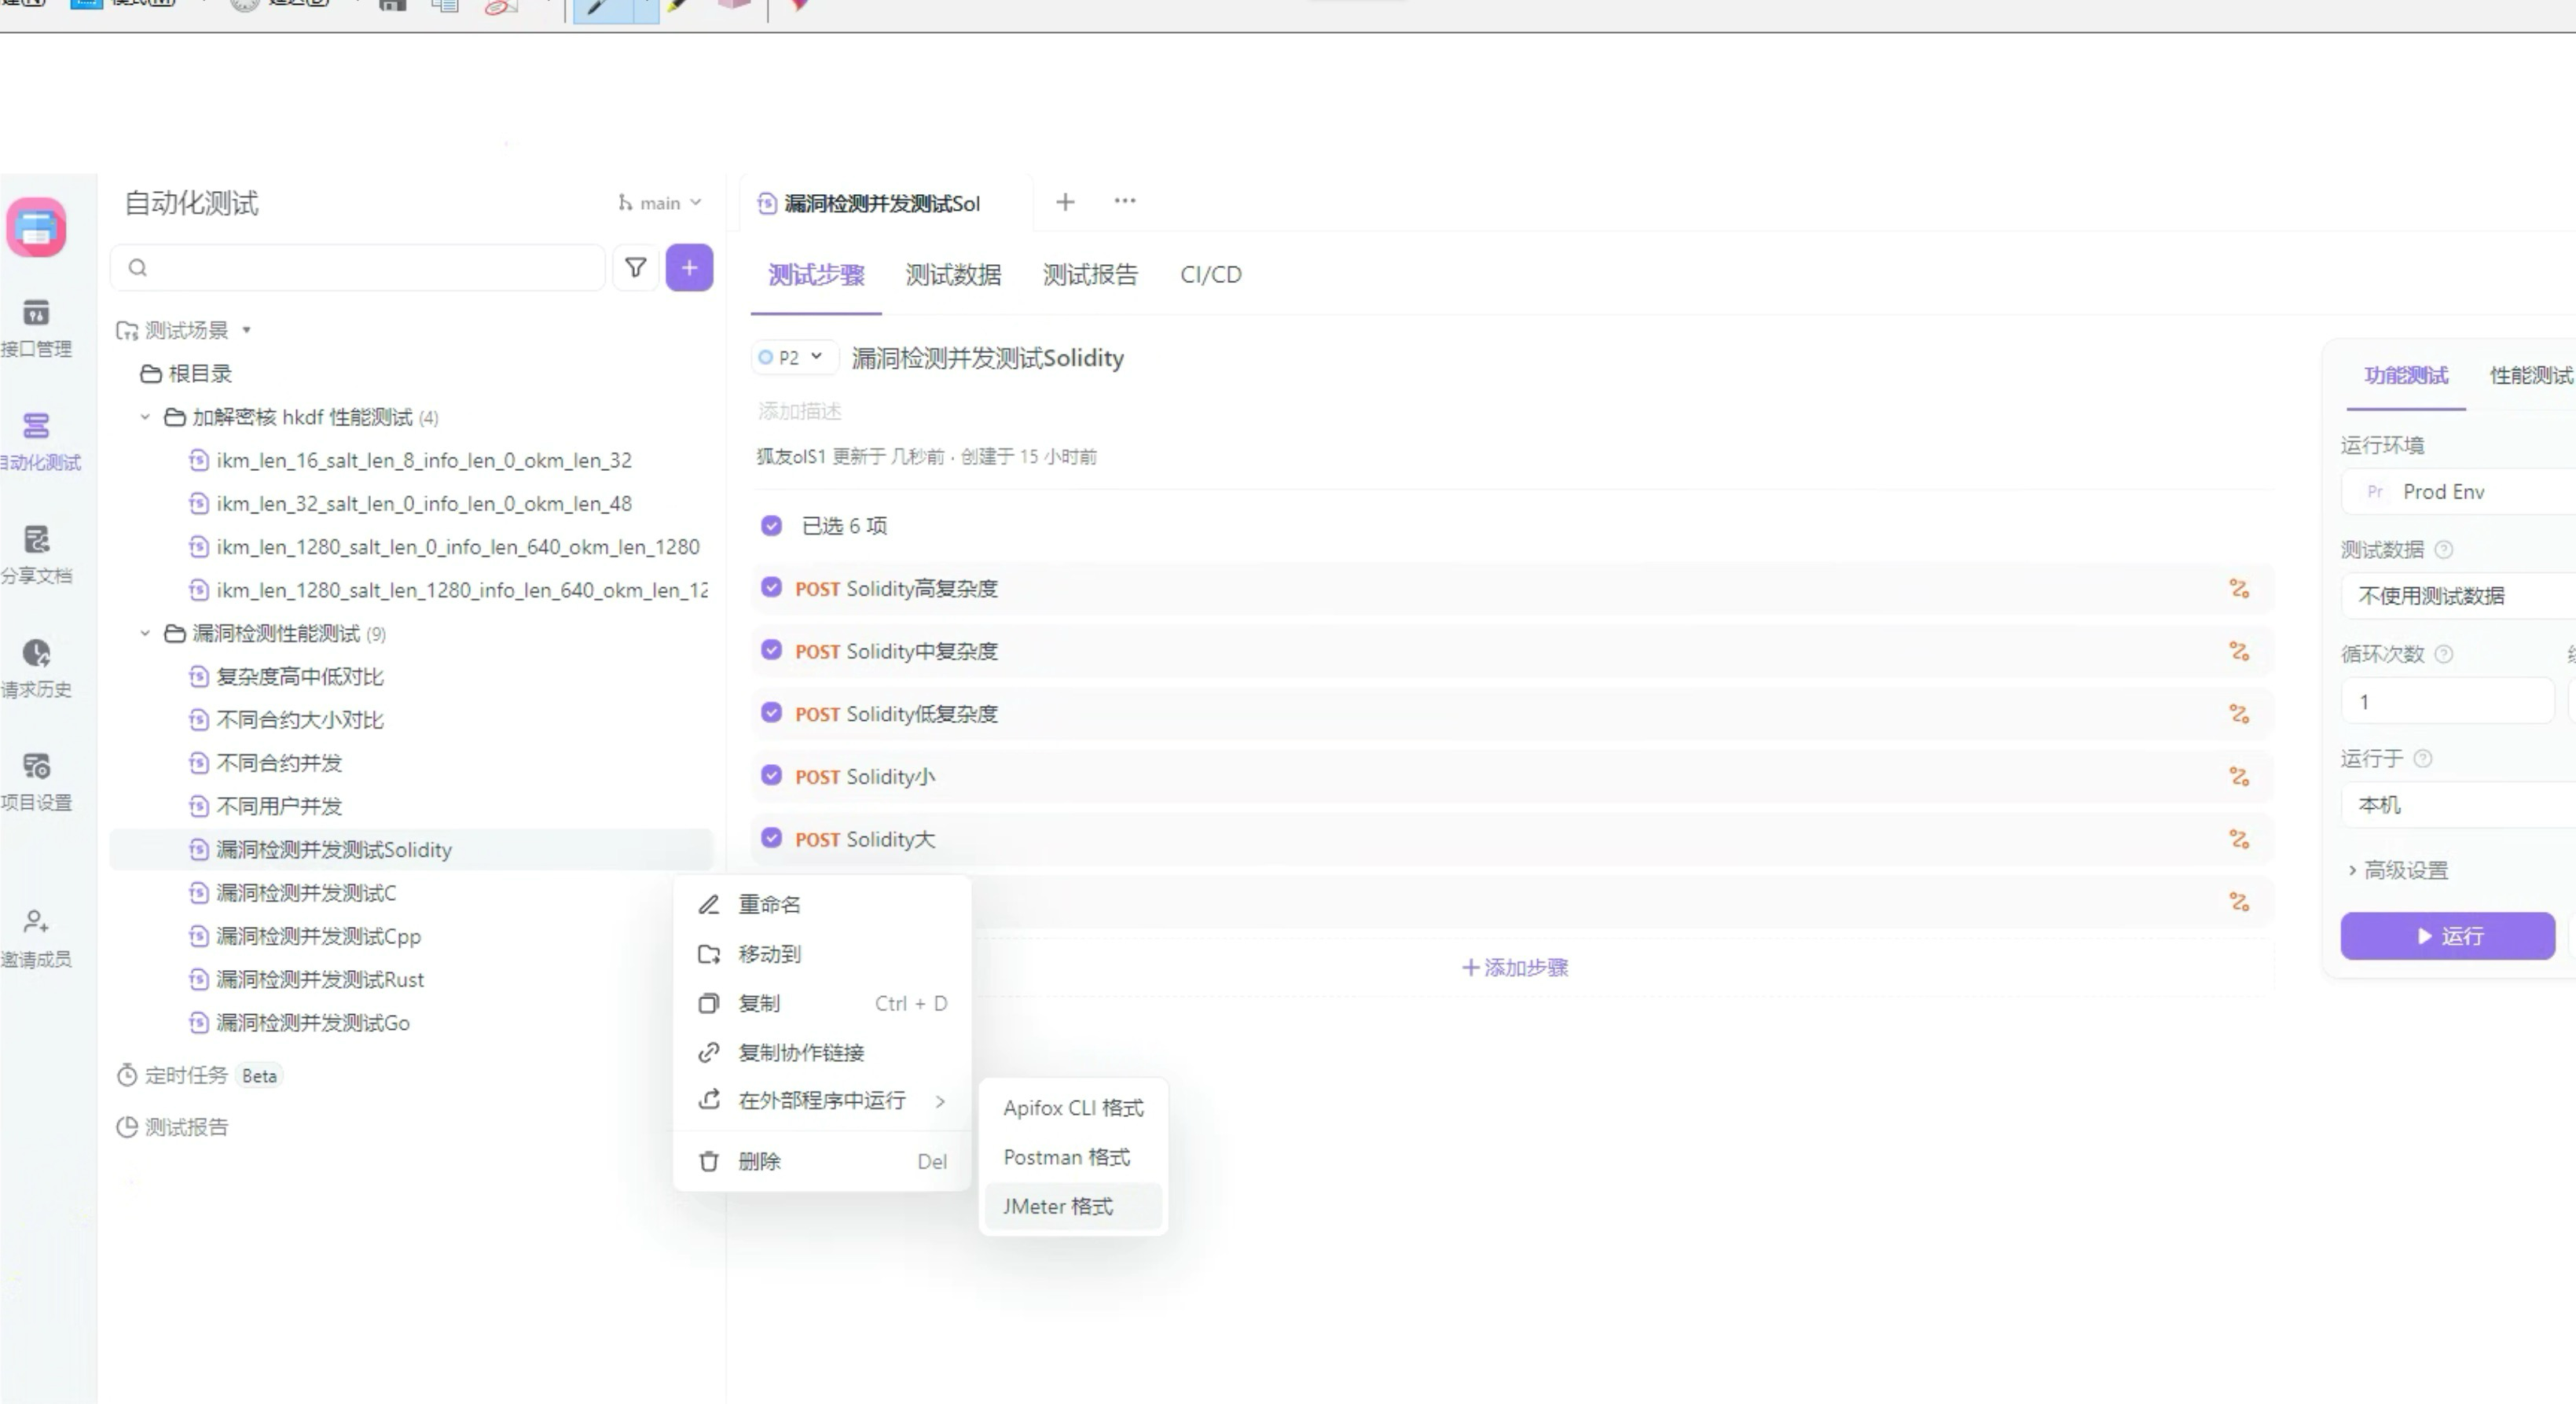 模式(M)
自动化测试
main
漏洞检测并发测试Sol
测试步骤
测试数据
测试报告
CI/CD
接口管理
自动化测试
分享文档
请求历史
项目设置
邀请成员
测试场景
根目录
加解密核 hkdf 性能测试 (4)
ikm_len_16_salt_len_8_info_len_0_okm_len_32
ikm_len_32_salt_len_0_info_len_0_okm_len_48
ikm_len_1280_salt_len_0_info_len_640_okm_len_1280
ikm_len_1280_salt_len_1280_info_len_640_okm_len_12
漏洞检测性能测试 (9)
复杂度高中低对比
不同合约大小对比
不同合约并发
不同用户并发
漏洞检测并发测试Solidity
漏洞检测并发测试C
漏洞检测并发测试Cpp
漏洞检测并发测试Rust
漏洞检测并发测试Go
定时任务 Beta
测试报告
P2
漏洞检测并发测试Solidity
添加描述
狐友oIS1 更新于 几秒前 · 创建于 15 小时前
已选 6 项
POST Solidity高复杂度
POST Solidity中复杂度
POST Solidity低复杂度
POST Solidity小
POST Solidity大
+ 添加步骤
重命名
移动到
复制 Ctrl + D
复制协作链接
在外部程序中运行
删除 Del
Apifox CLI 格式
Postman 格式
JMeter 格式
功能测试
性能测试
运行环境
Pr Prod Env
测试数据
不使用测试数据
循环次数
1
运行于
本机
高级设置
运行